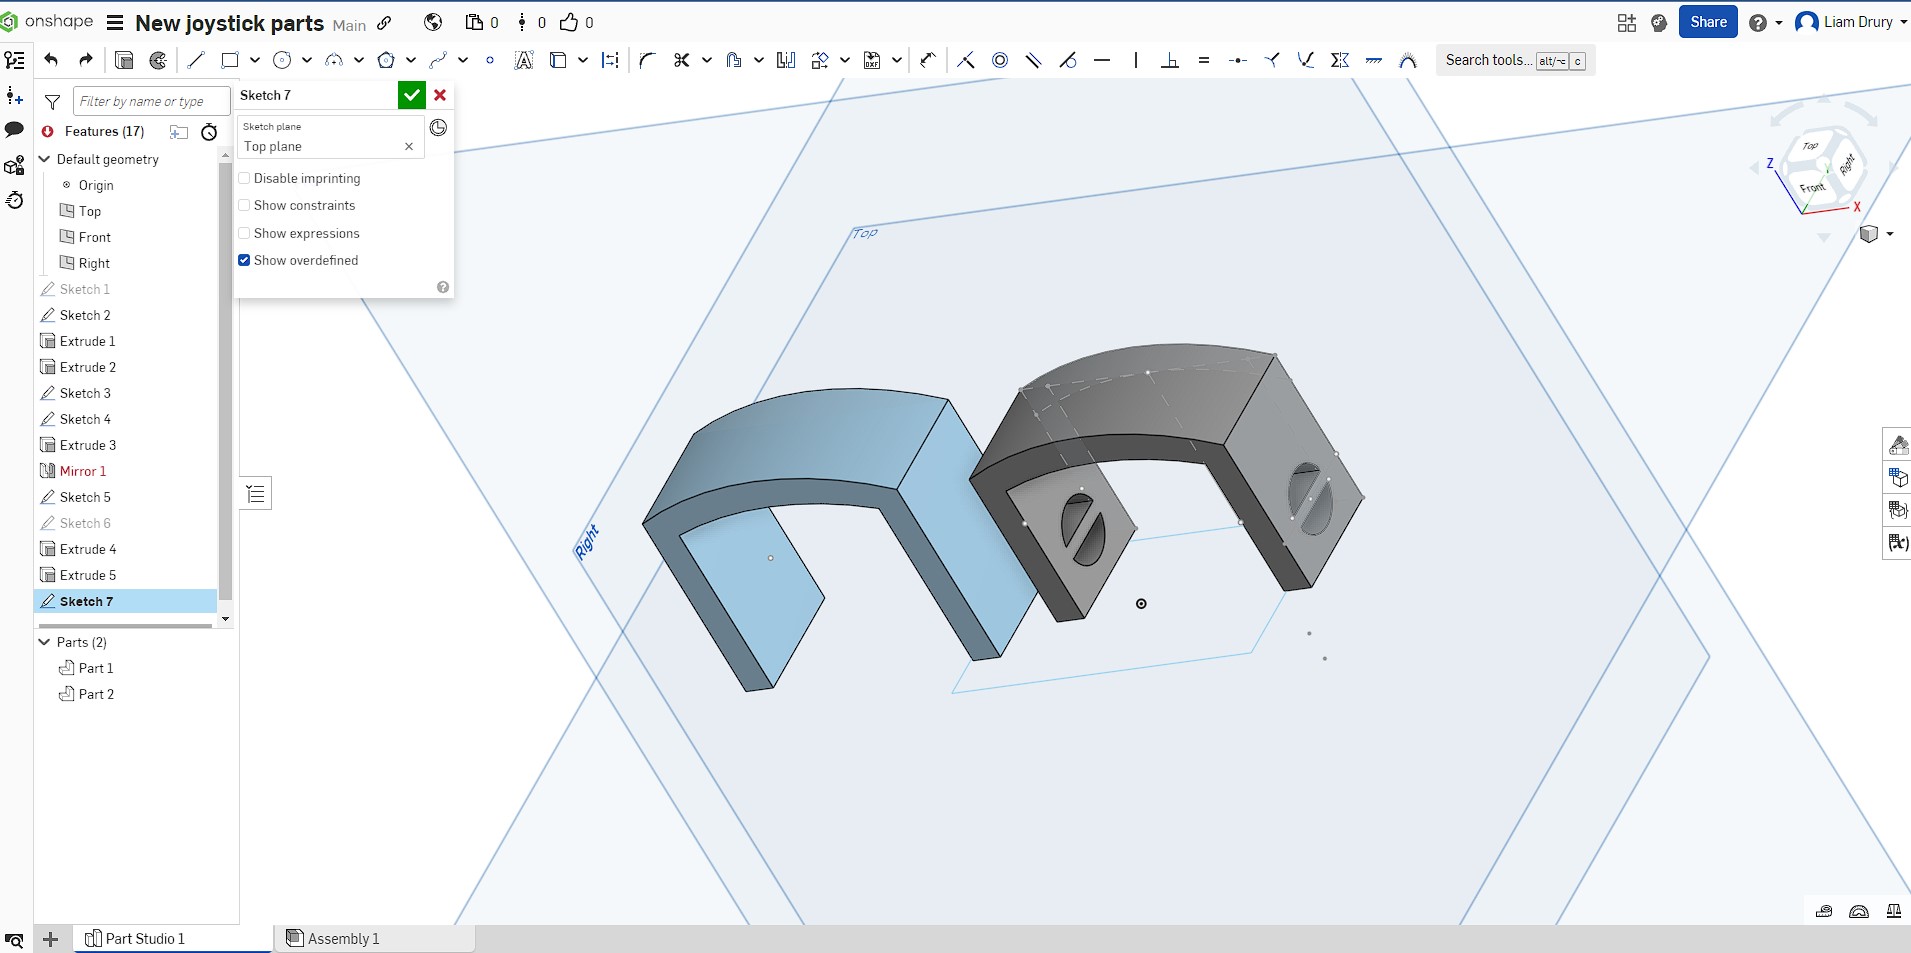 onshape New joystick parts Main 0 0 0 Share Liam Drury
Search tools... alt/⌥ c
Filter by name or type
Features (17)
Default geometry
Origin
Top
Front
Right
Sketch 1
Sketch 2
Extrude 1
Extrude 2
Sketch 3
Sketch 4
Extrude 3
Mirror 1
Sketch 5
Sketch 6
Extrude 4
Extrude 5
Sketch 7
Parts (2)
Part 1
Part 2
Sketch 7
Sketch plane
Top plane
Disable imprinting
Show constraints
Show expressions
Show overdefined
Top
Right
Top
Front
Right
Z
Y
X
Part Studio 1
Assembly 1